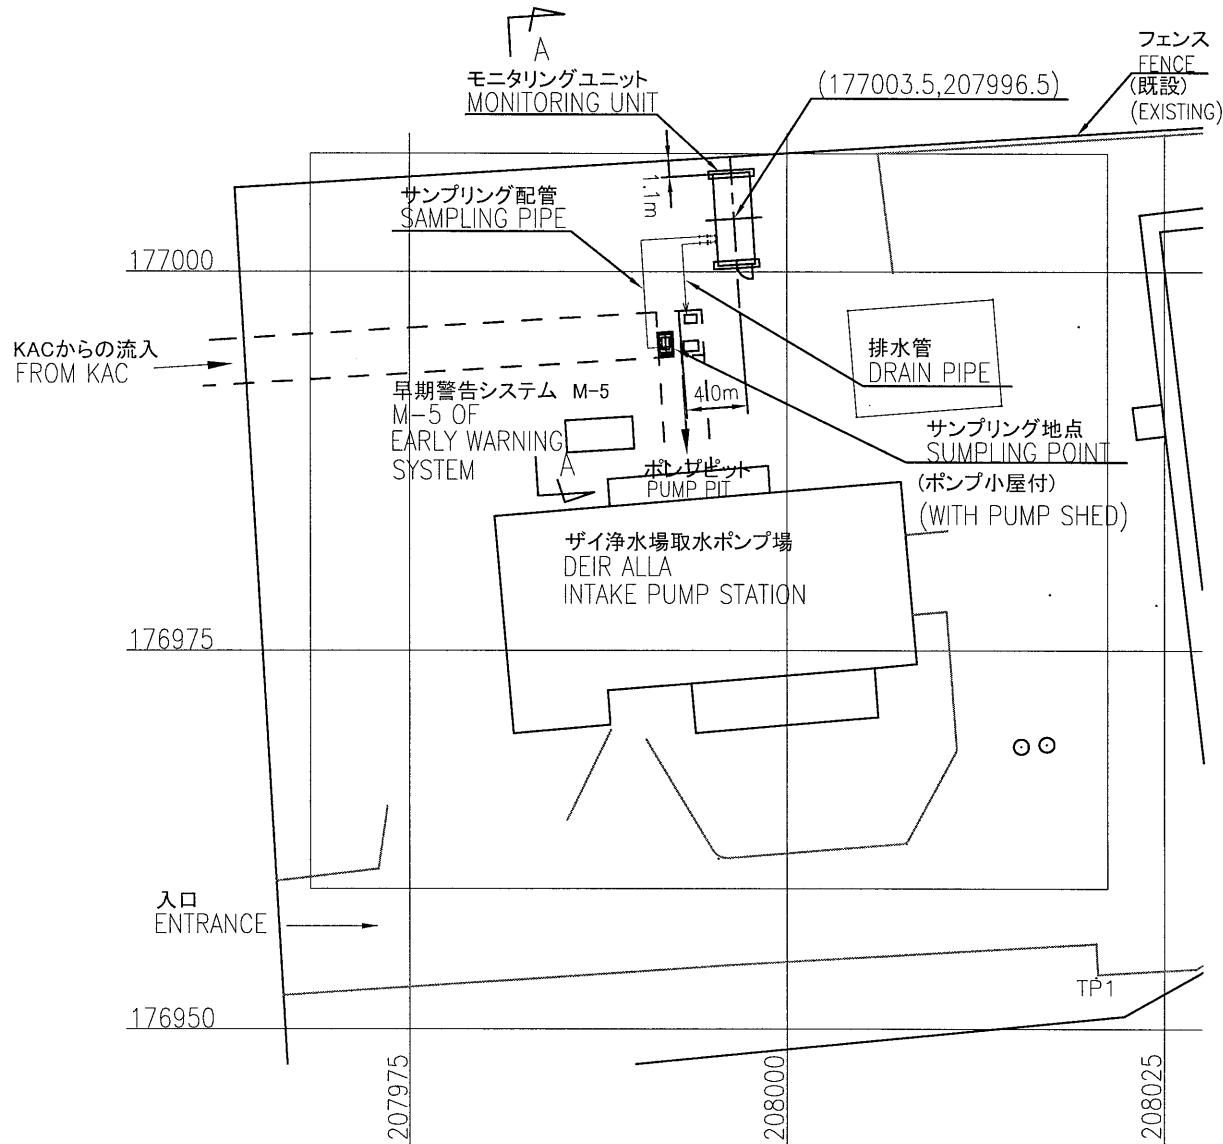 A
モニタリングユニット
MONITORING UNIT
(177003.5,207996.5)
フェンス
FENCE
(既設)
(EXISTING)
1.1m
サンプリング配管
SAMPLING PIPE
177000
KACからの流入
FROM KAC
排水管
DRAIN PIPE
早期警告システム M-5
M-5 OF
EARLY WARNING
SYSTEM
4.0m
サンプリング地点
SUMPLING POINT
(ポンプ小屋付)
(WITH PUMP SHED)
A
ポンプピット
PUMP PIT
ザイ浄水場取水ポンプ場
DEIR ALLA
INTAKE PUMP STATION
176975
入口
ENTRANCE
TP1
176950
207975
208000
208025